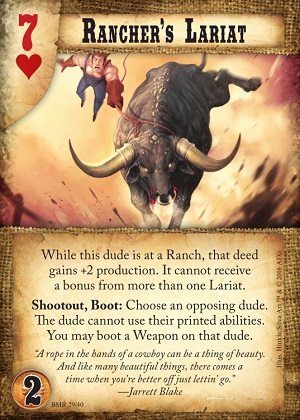 7
RANCHER'S LARIAT
While this dude is at a Ranch, that deed
gains +2 production. It cannot receive
a bonus from more than one Lariat.
Shootout, Boot: Choose an opposing dude.
The dude cannot use their printed abilities.
You may boot a Weapon on that dude.
"A rope in the hands of a cowboy can be a thing of beauty.
And like many beautiful things, there comes a
time when you're better off just lettin' go."
—Jarrett Blake
2
BMR 29/40